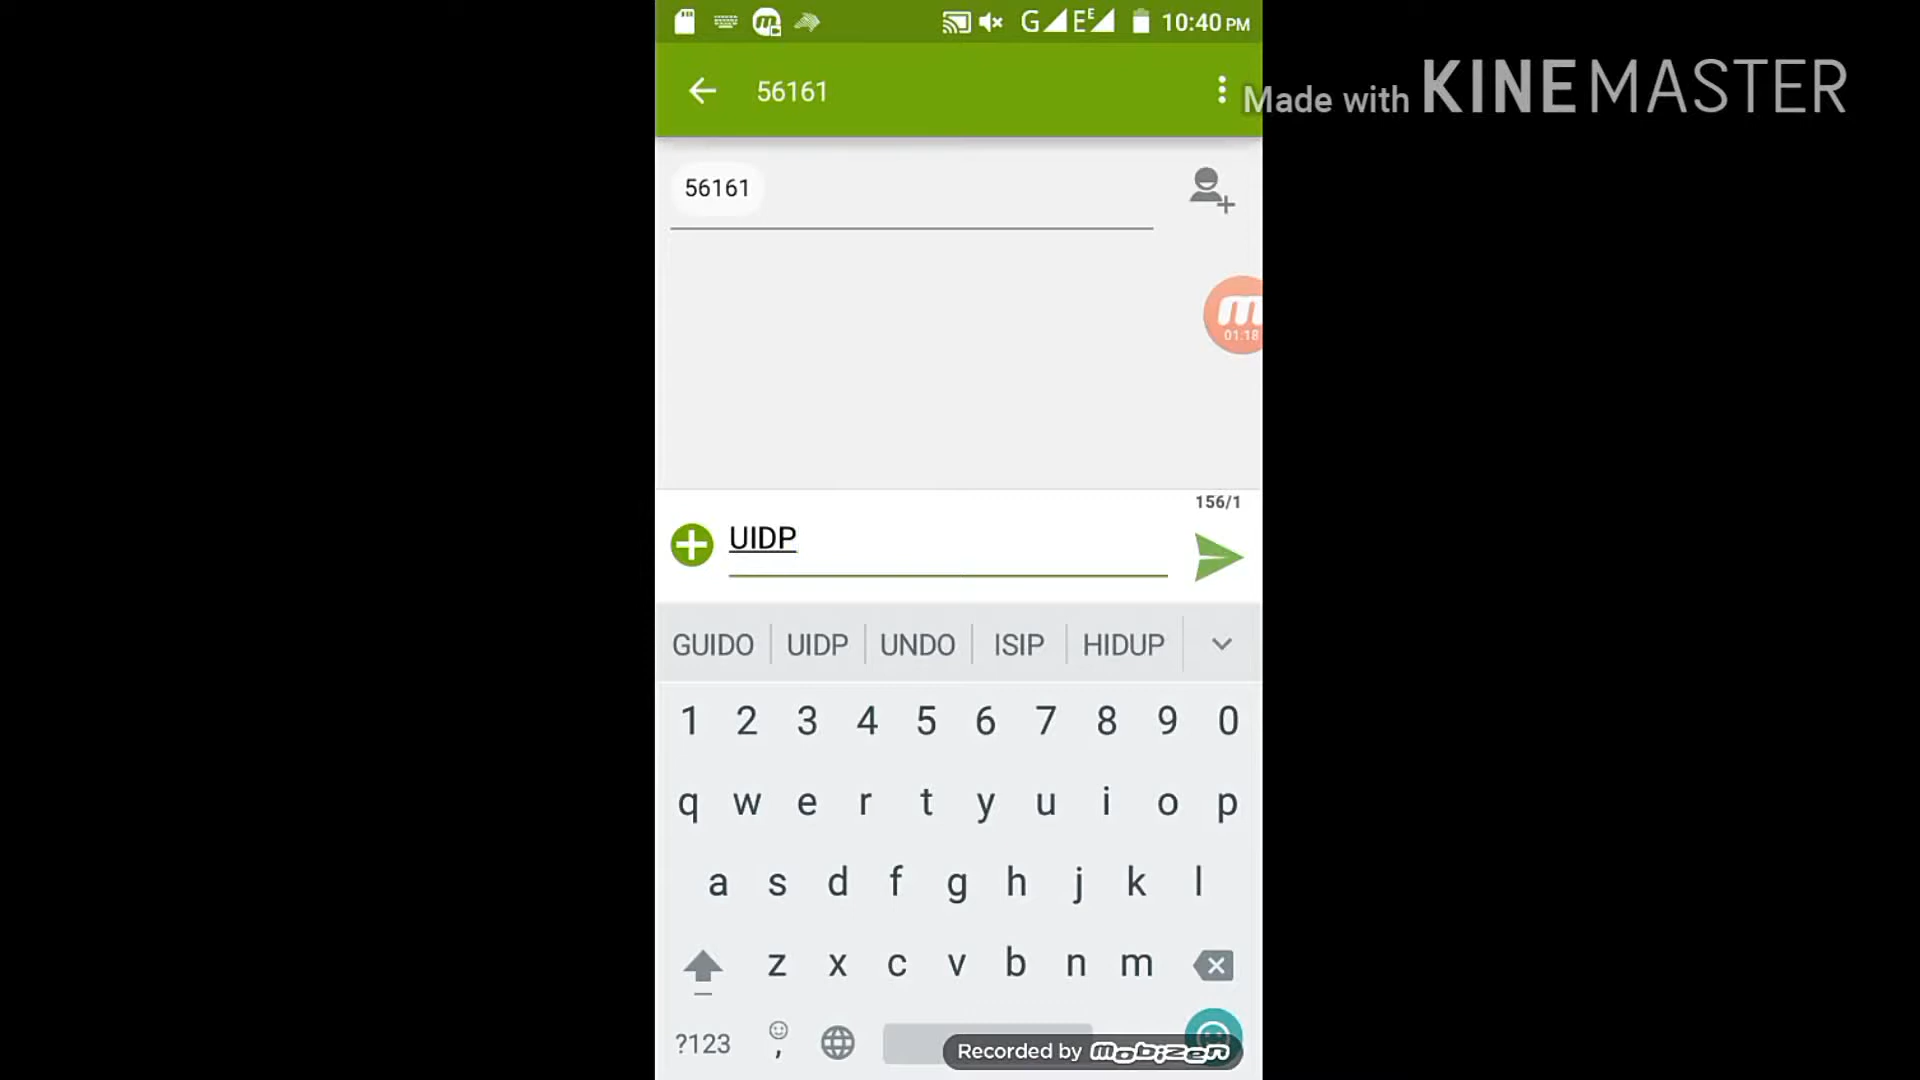 G E E 10:40 PM
56161
Made with KINEMASTER
56161
01:18
156/1
UIDP
GUIDO UIDP UNDO ISIP HIDUP
1 2 3 4 5 6 7 8 9 0
q w e r t y u i o p
a s d f g h j k l
z x c v b n m
?123 ,
Recorded by mobizen